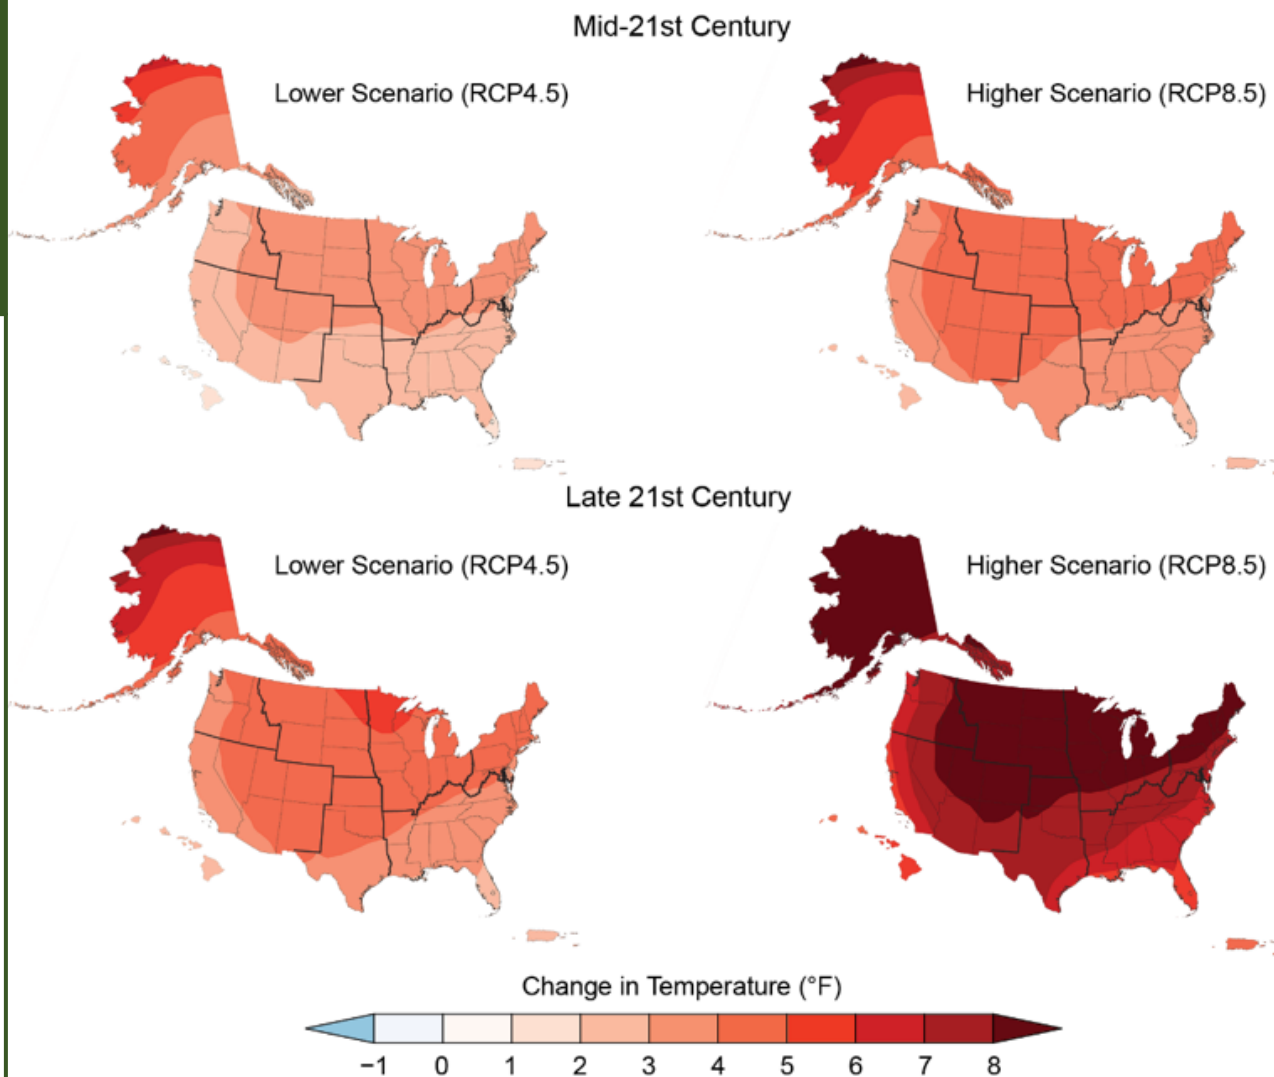 Mid-21st Century
Lower Scenario (RCP4.5)
Higher Scenario (RCP8.5)
Late 21st Century
Lower Scenario (RCP4.5)
Higher Scenario (RCP8.5)
Change in Temperature (°F)
−1 0 1 2 3 4 5 6 7 8